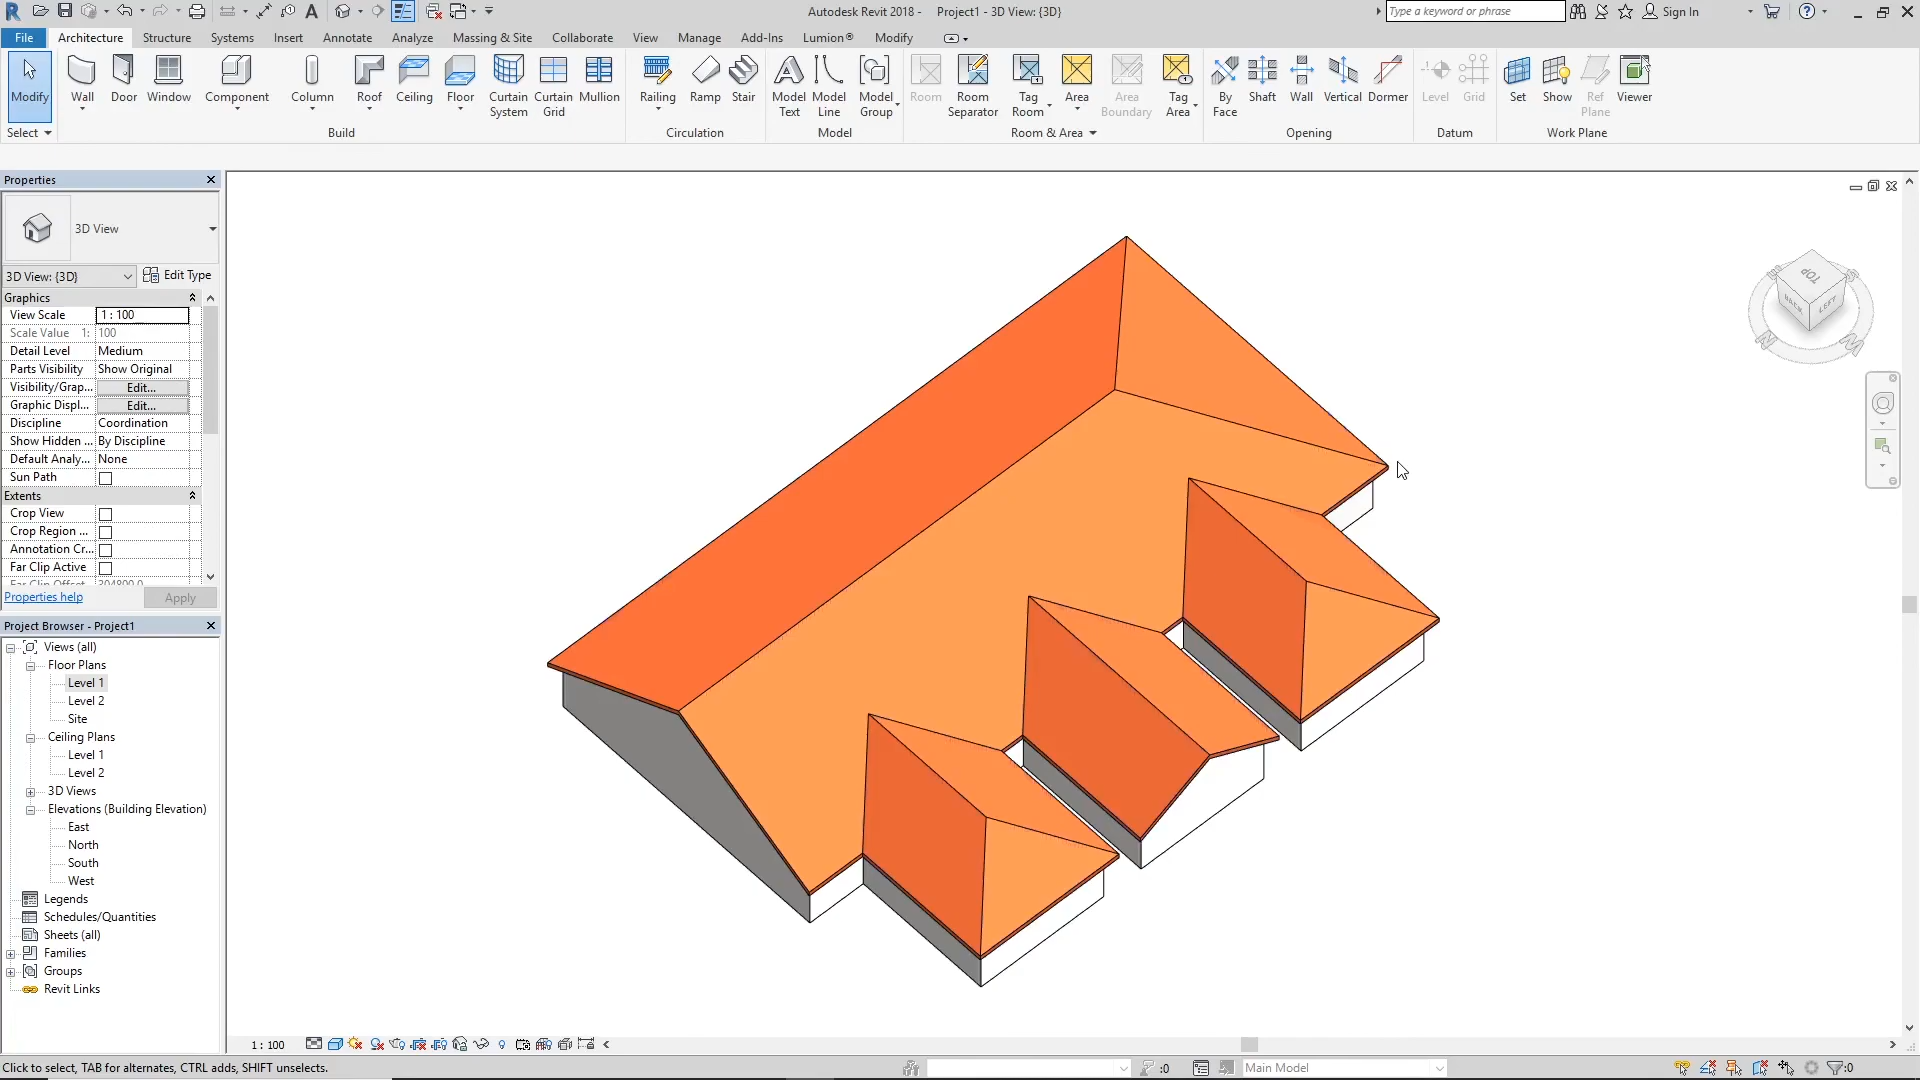 Autodesk Revit 2018 - Project1 - 3D View: {3D}
Type a keyword or phrase
Sign In
File Architecture Structure Systems Insert Annotate Analyze Massing & Site Collaborate View Manage Add-Ins Lumion® Modify
Modify Wall Door Window Component Column Roof Ceiling Floor Curtain System Curtain Grid Mullion Railing Ramp Stair Model Text Model Line Model Group Room Room Separator Tag Room Area Area Boundary Tag Area By Face Shaft Wall Vertical Dormer Level Grid Set Show Ref Plane Viewer
Select Build Circulation Model Room & Area Opening Datum Work Plane
Properties
3D View
3D View: {3D} Edit Type
Graphics
View Scale 1 : 100
Scale Value 1: 100
Detail Level Medium
Parts Visibility Show Original
Visibility/Grap... Edit...
Graphic Displ... Edit...
Discipline Coordination
Show Hidden ... By Discipline
Default Analy... None
Sun Path
Extents
Crop View
Crop Region ...
Annotation Cr...
Far Clip Active
Far Clip Offset 304800.0
Properties help Apply
Project Browser - Project1
Views (all)
Floor Plans
Level 1
Level 2
Site
Ceiling Plans
Level 1
Level 2
3D Views
Elevations (Building Elevation)
East
North
South
West
Legends
Schedules/Quantities
Sheets (all)
Families
Groups
Revit Links
TOP
BACK LEFT
1 : 100
Click to select, TAB for alternates, CTRL adds, SHIFT unselects.
:0
Main Model
:0